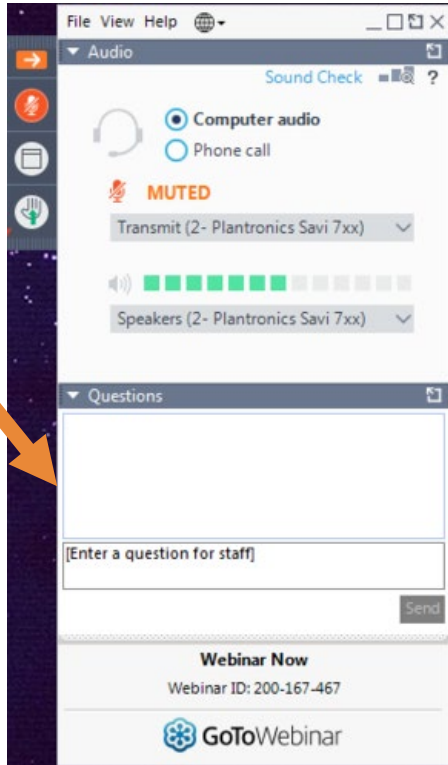 File View Help
Audio
Sound Check ?
Computer audio
Phone call
MUTED
Transmit (2- Plantronics Savi 7xx)
Speakers (2- Plantronics Savi 7xx)
Questions
[Enter a question for staff]
Send
Webinar Now
Webinar ID: 200-167-467
GoToWebinar